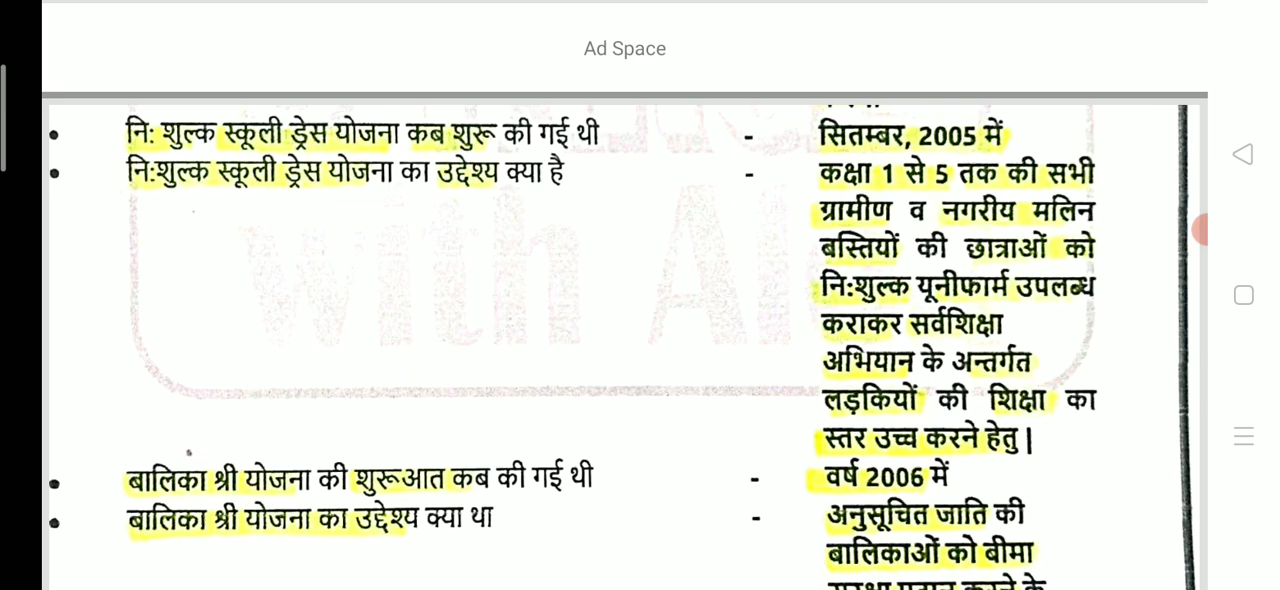 Ad Space
• नि: शुल्क स्कूली ड्रेस योजना कब शुरू की गई थी - सितम्बर, 2005 में
• नि:शुल्क स्कूली ड्रेस योजना का उद्देश्य क्या है - कक्षा 1 से 5 तक की सभी
ग्रामीण व नगरीय मलिन
बस्तियों की छात्राओं को
नि:शुल्क यूनीफार्म उपलब्ध
कराकर सर्वशिक्षा
अभियान के अन्तर्गत
लड़कियों की शिक्षा का
स्तर उच्च करने हेतु |
• बालिका श्री योजना की शुरूआत कब की गई थी - वर्ष 2006 में
• बालिका श्री योजना का उद्देश्य क्या था - अनुसूचित जाति की
बालिकाओं को बीमा
with